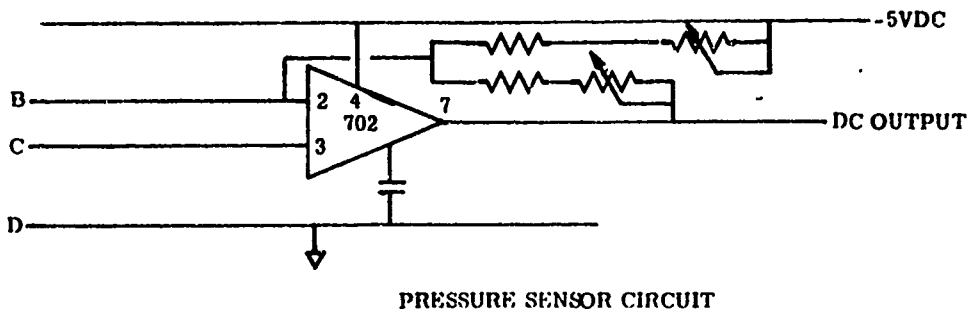 -5VDC
B
2 4 7
702
DC OUTPUT
C
3
D
PRESSURE SENSOR CIRCUIT